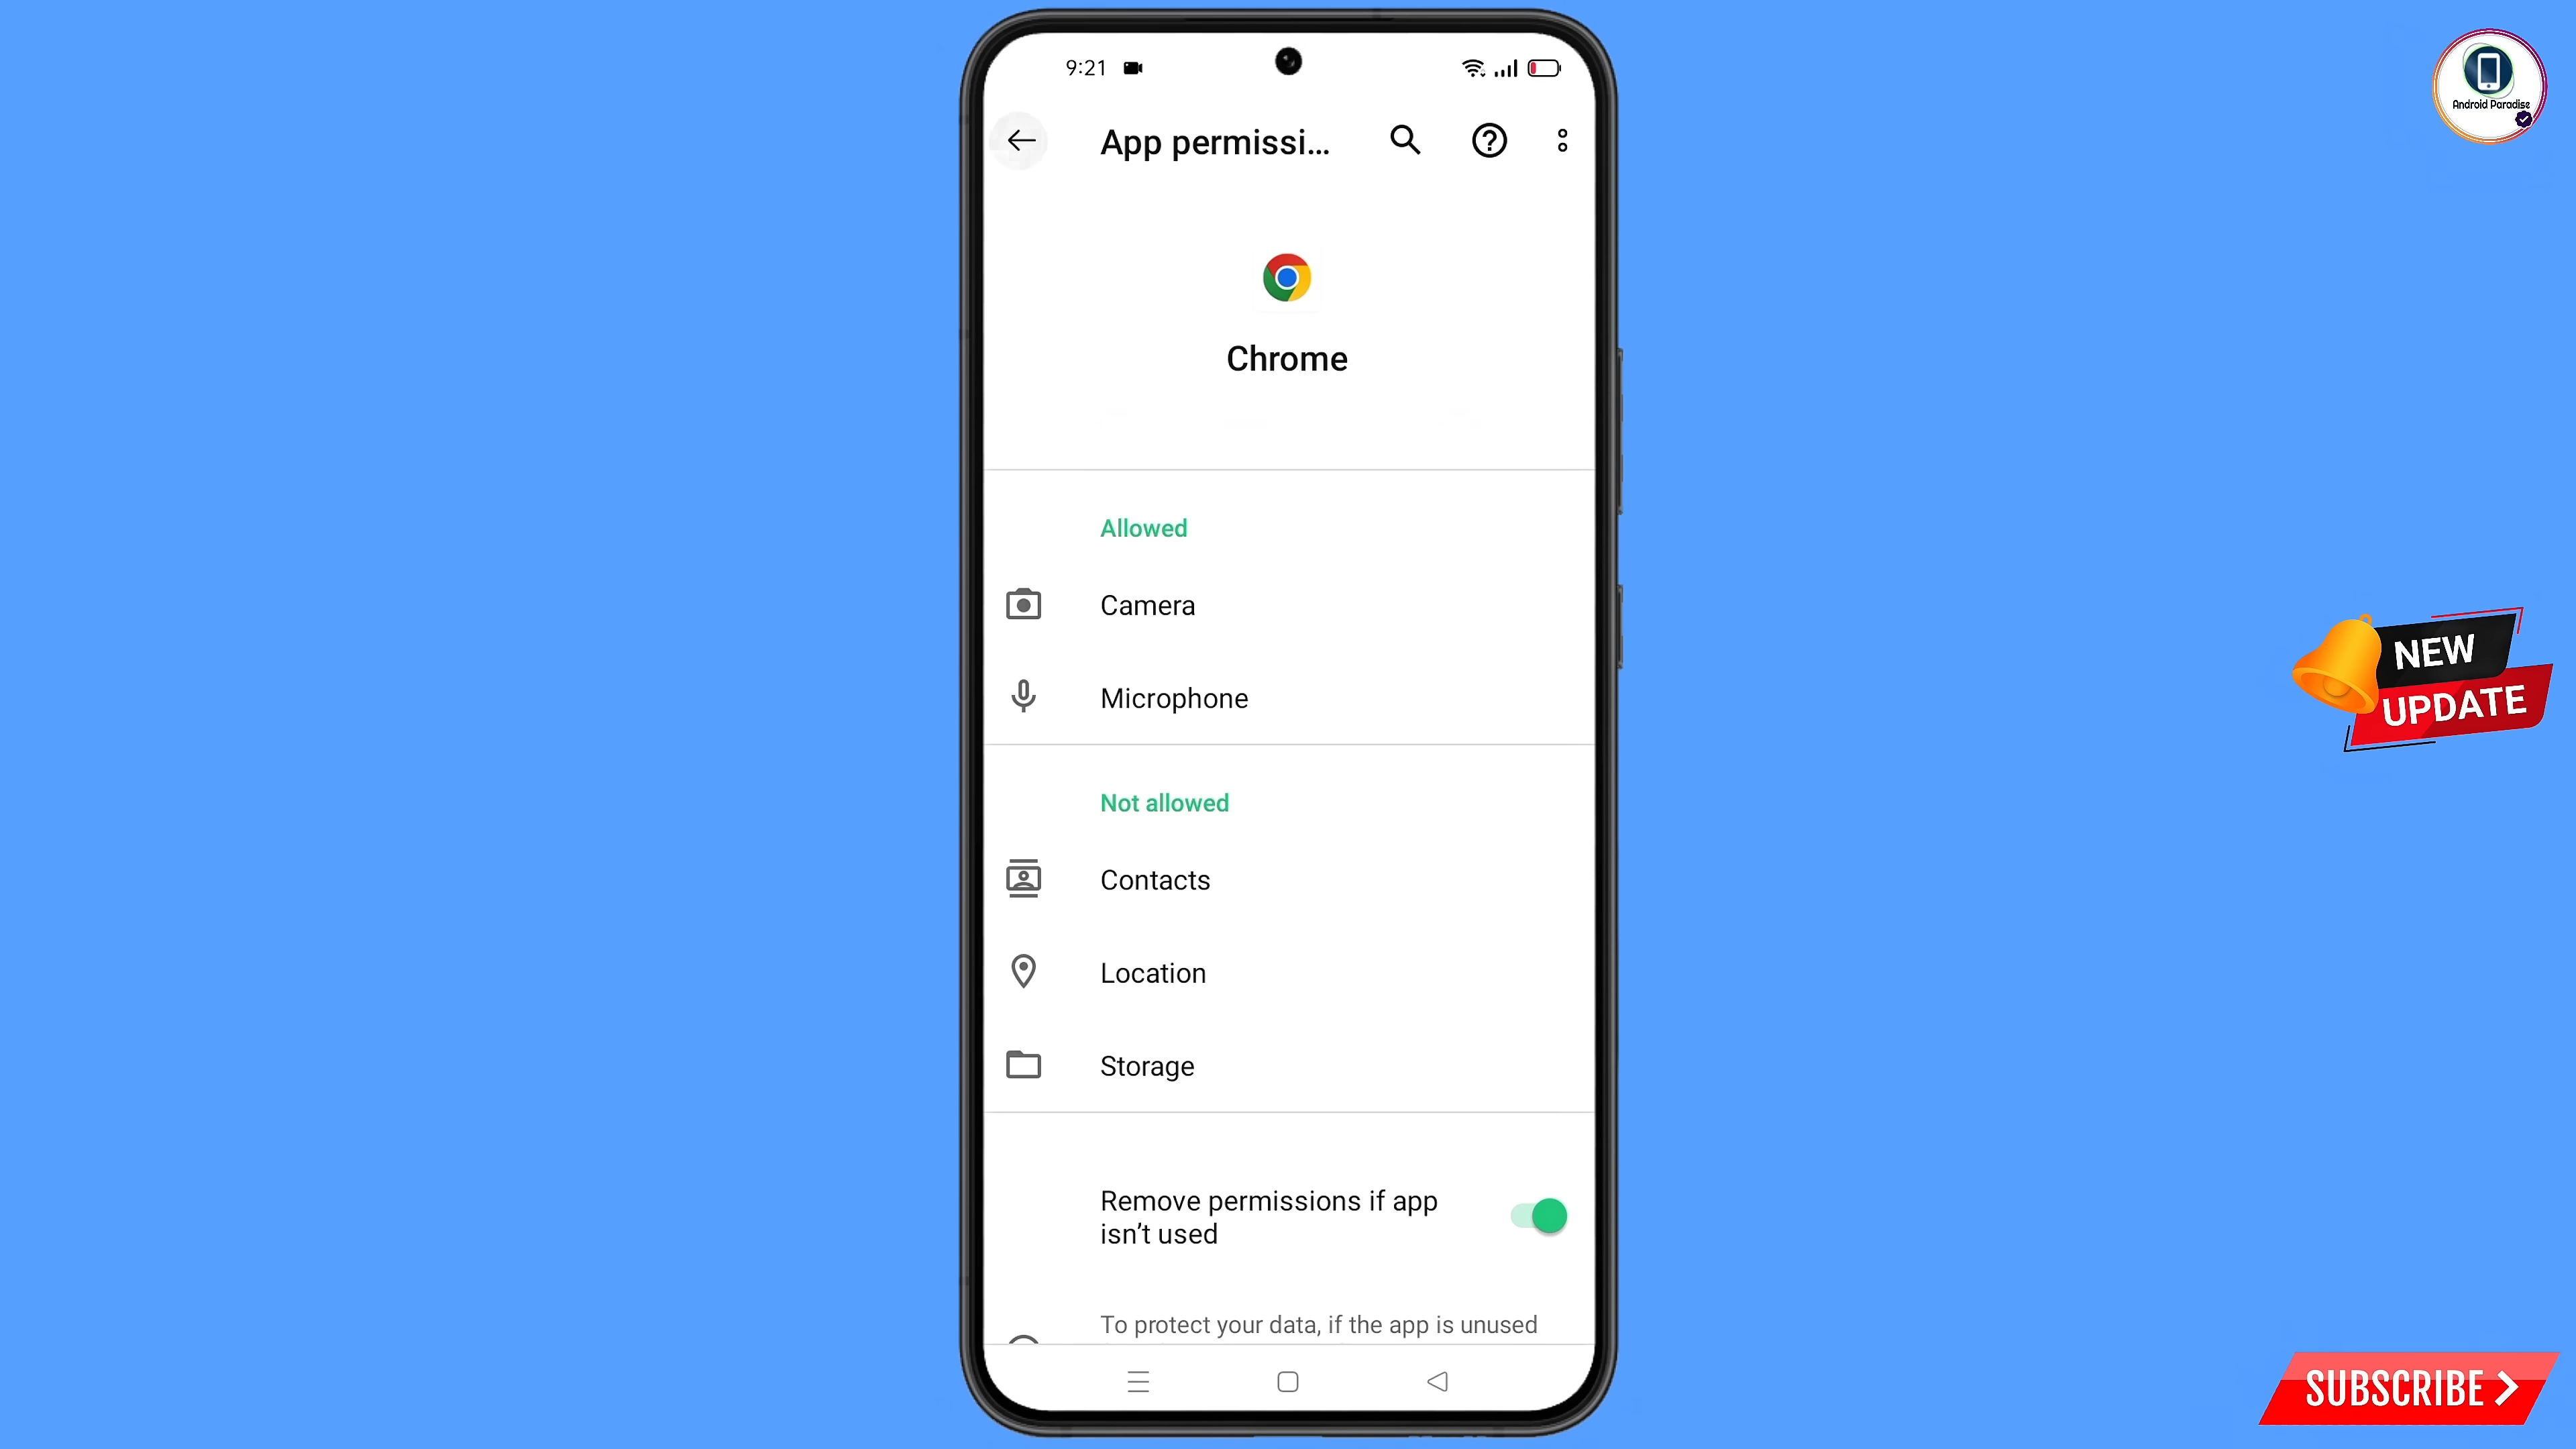 9:21
Android Paradise
App permissi...
Chrome
Allowed
Camera
Microphone
Not allowed
Contacts
Location
Storage
Remove permissions if app
isn't used
To protect your data, if the app is unused
NEW
UPDATE
SUBSCRIBE